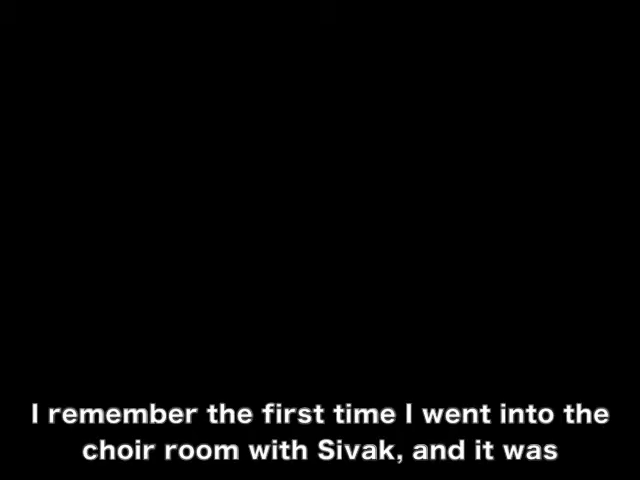 I remember the first time I went into the
choir room with Sivak, and it was